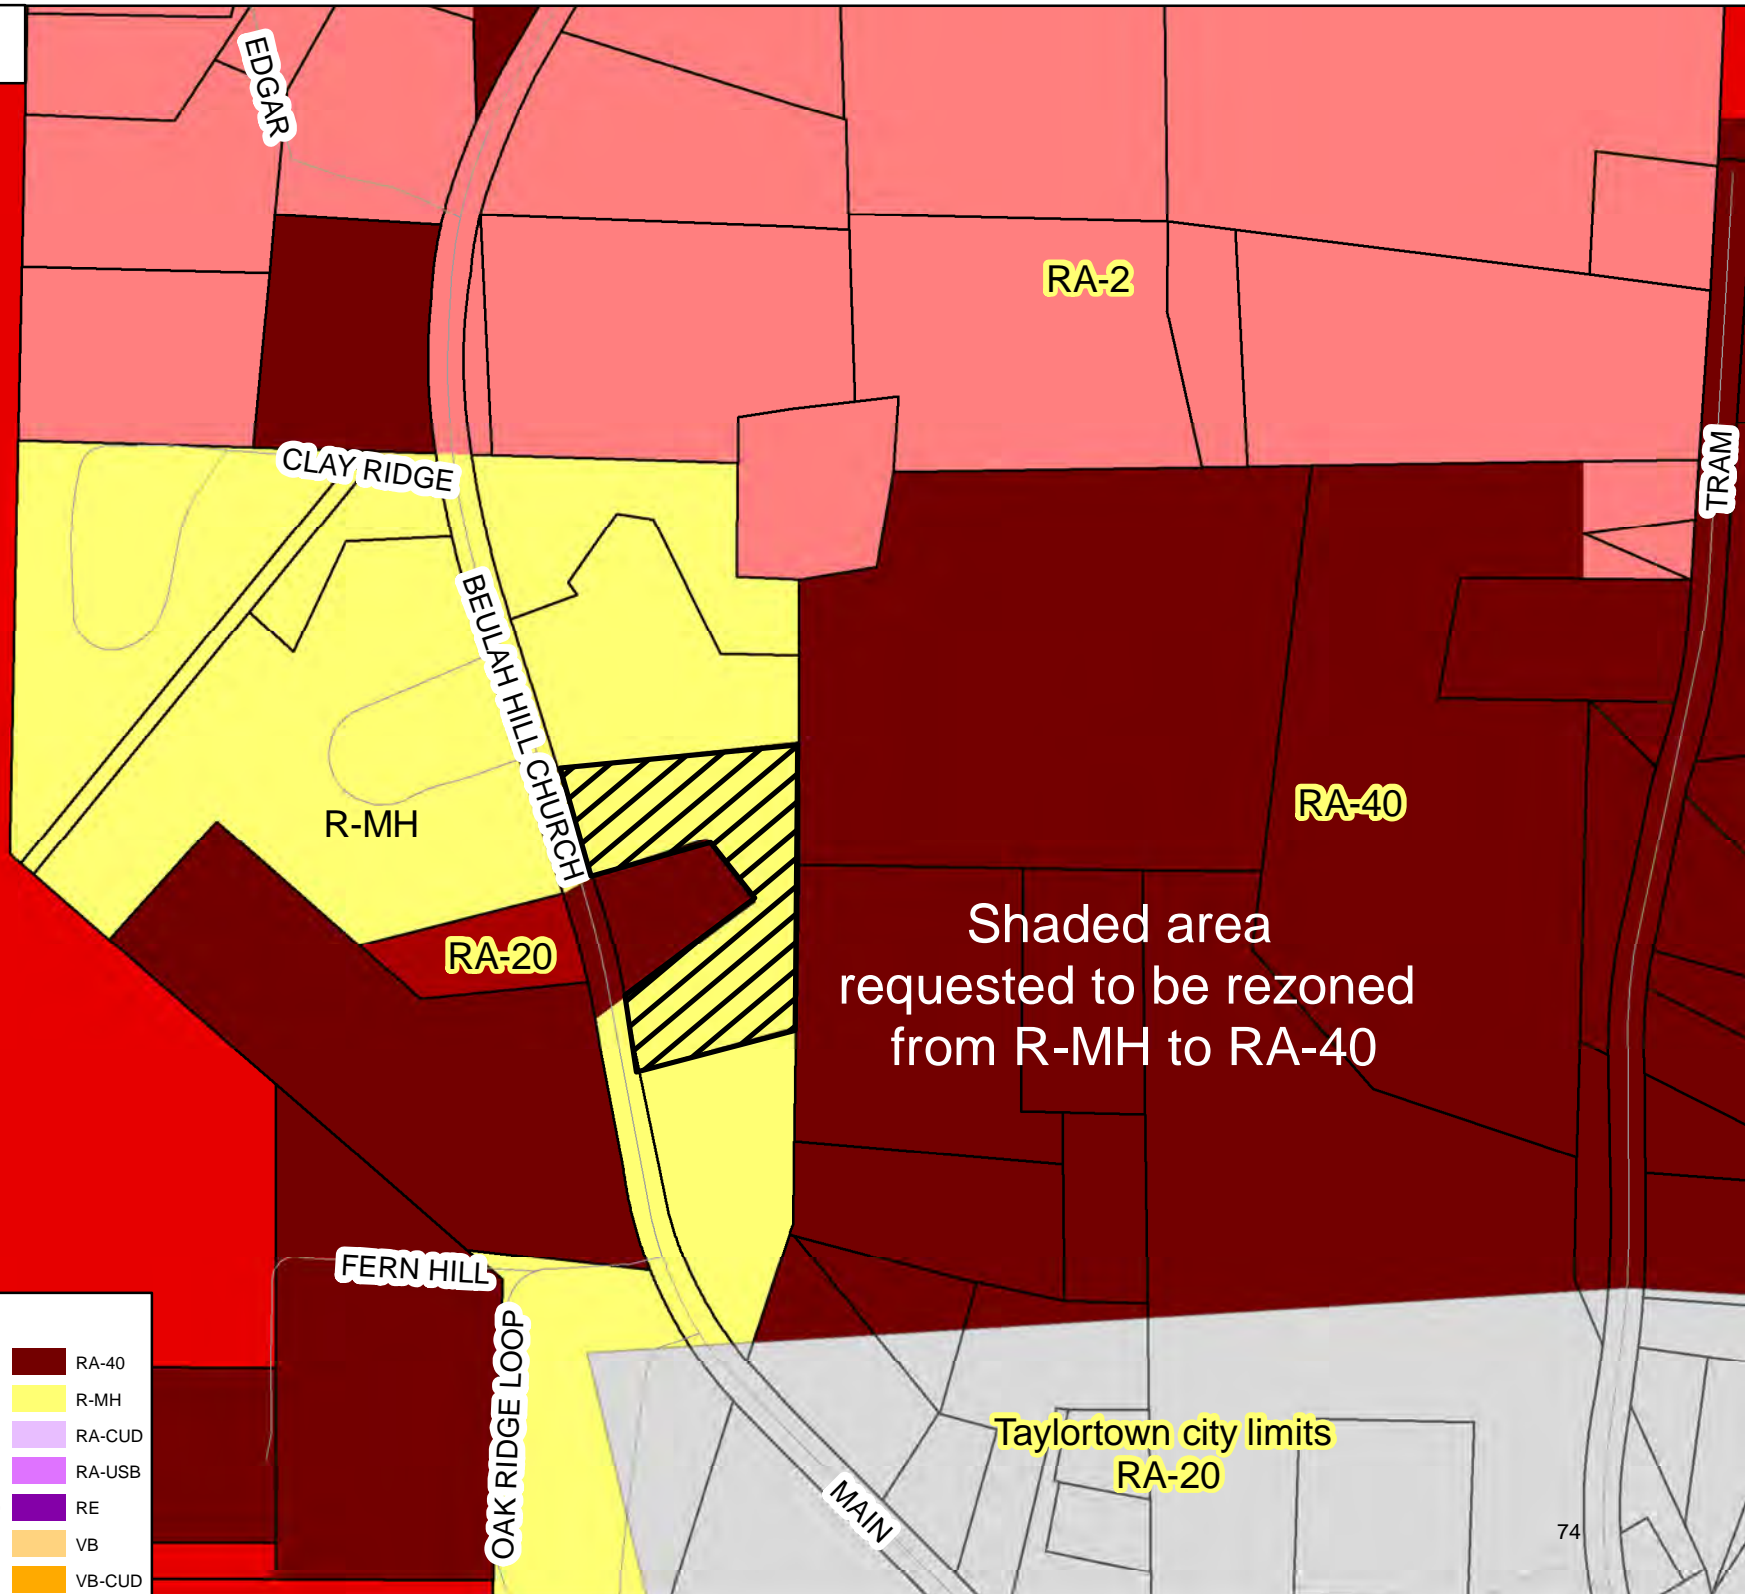 EDGAR
RA-2
CLAY RIDGE
TRAM
BEULAH HILL CHURCH
R-MH
RA-40
RA-20
Shaded area
requested to be rezoned
from R-MH to RA-40
FERN HILL
OAK RIDGE LOOP
MAIN
Taylortown city limits
RA-20
74
RA-40
R-MH
RA-CUD
RA-USB
RE
VB
VB-CUD